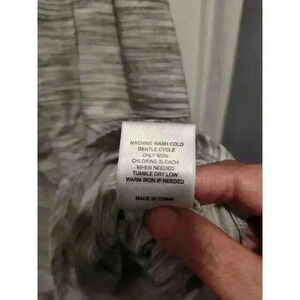 MACHINE WASH COLD
GENTLE CYCLE
ONLY NON-
CHLORING BLEACH
WHEN NEEDED
TUMBLE DRY LOW
WARM IRON IF NEEDED
MADE IN CHINA